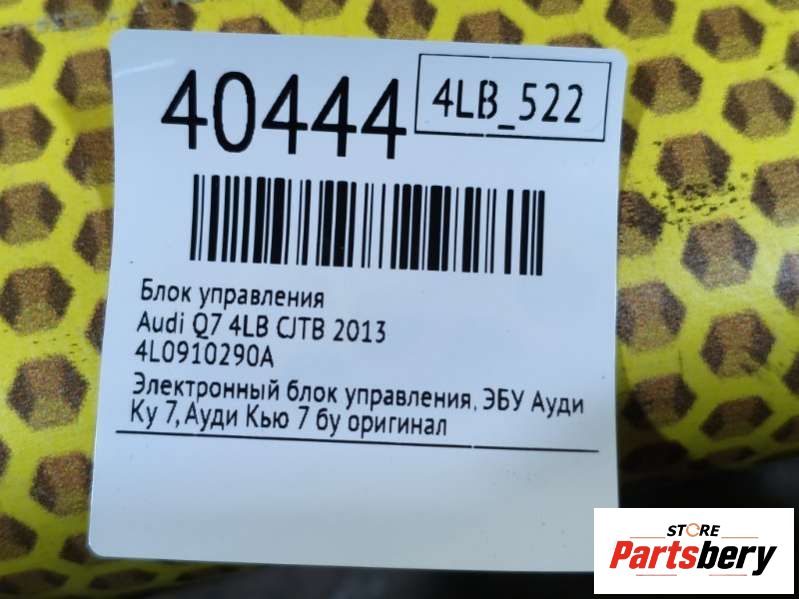 40444
4LB_522
Блок управления
Audi Q7 4LB CJTB 2013
4L0910290A
Электронный блок управления, ЭБУ Ауди
Ку 7, Ауди Кью 7 бу оригинал
STORE
Partsbery